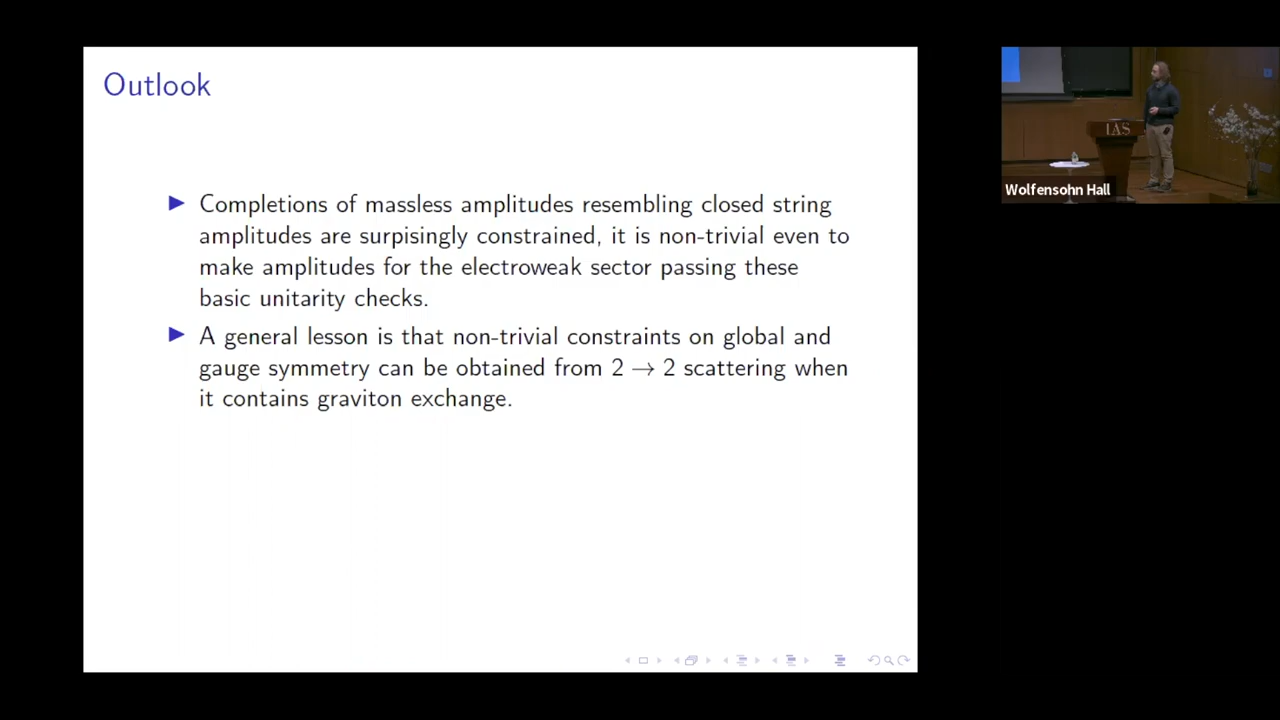 Outlook
▶ Completions of massless amplitudes resembling closed string
amplitudes are surpisingly constrained, it is non-trivial even to
make amplitudes for the electroweak sector passing these
basic unitarity checks.
▶ A general lesson is that non-trivial constraints on global and
gauge symmetry can be obtained from 2 → 2 scattering when
it contains graviton exchange.
IAS
Wolfensohn Hall